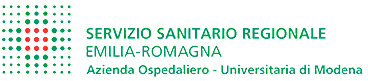 SERVIZIO SANITARIO REGIONALE
EMILIA-ROMAGNA
Azienda Ospedaliero - Universitaria di Modena